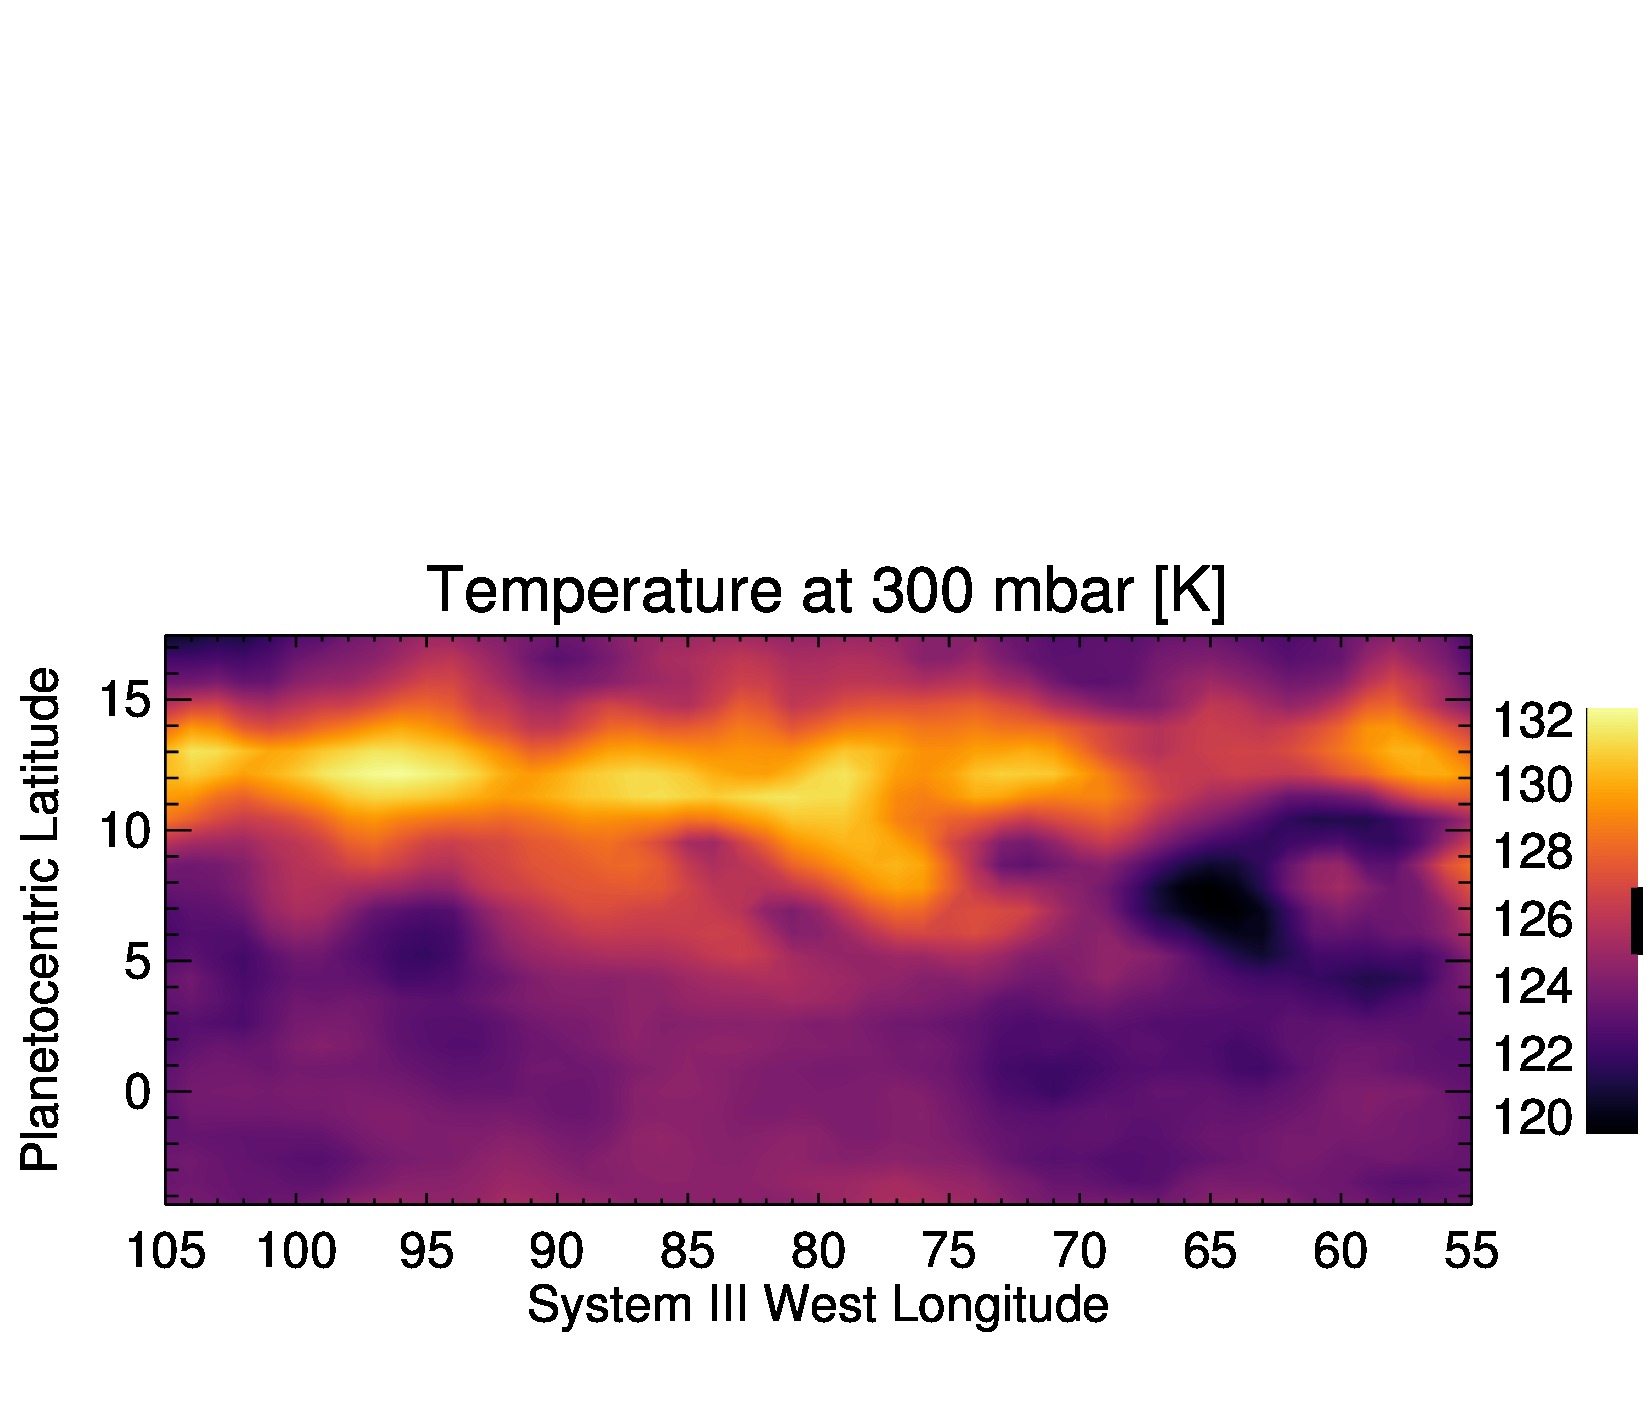 Temperature at 300 mbar [K]
Planetocentric Latitude
15
10
5
0
132
130
128
126
124
122
120
105 100 95 90 85 80 75 70 65 60 55
System III West Longitude